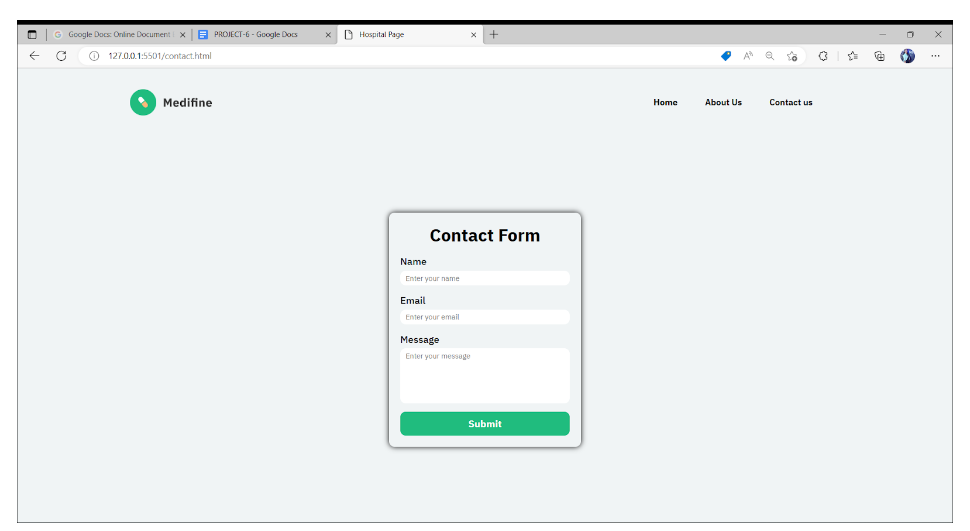 Google Docs: Online Document
PROJECT-6 - Google Docs
Hospital Page
127.0.0.1:5501/contact.html
Medifine
Home About Us Contact us
Contact Form
Name
Enter your name
Email
Enter your email
Message
Enter your message
Submit